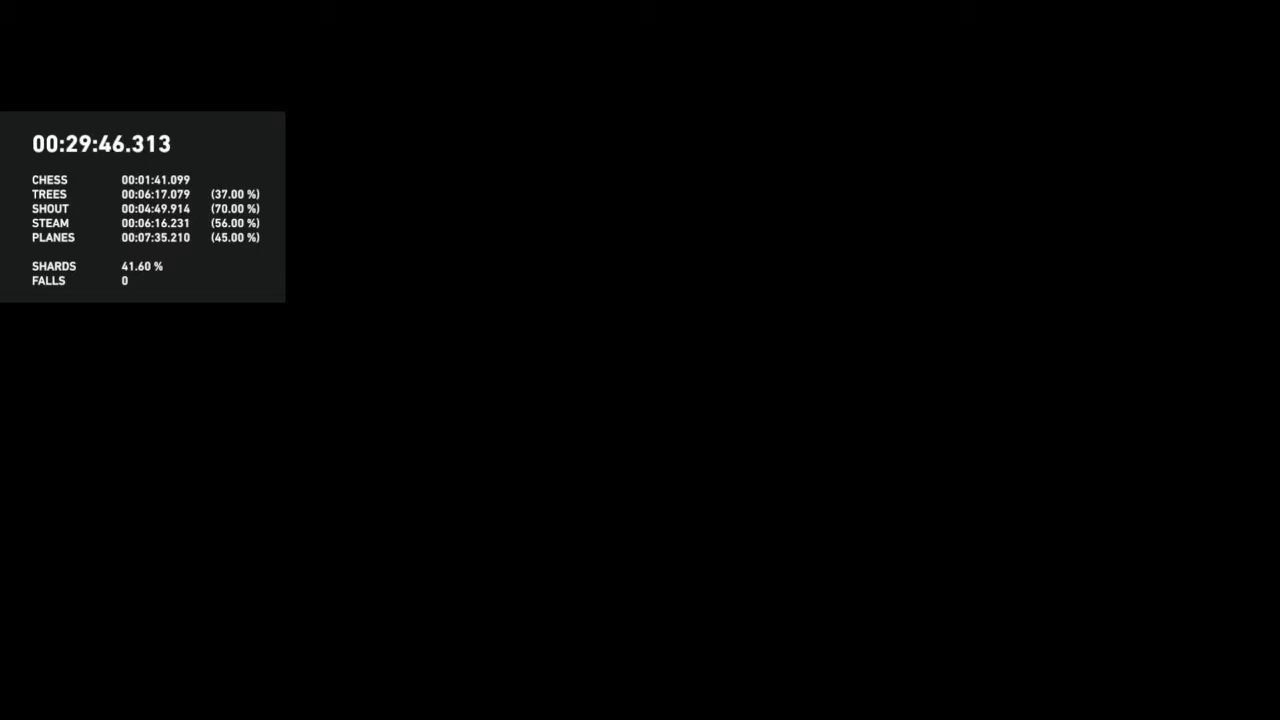 00:29:46.313
CHESS 00:01:41.099
TREES 00:06:17.079 (37.00 %)
SHOUT 00:04:49.914 (70.00 %)
STEAM 00:06:16.231 (56.00 %)
PLANES 00:07:35.210 (45.00 %)
SHARDS 41.60 %
FALLS 0